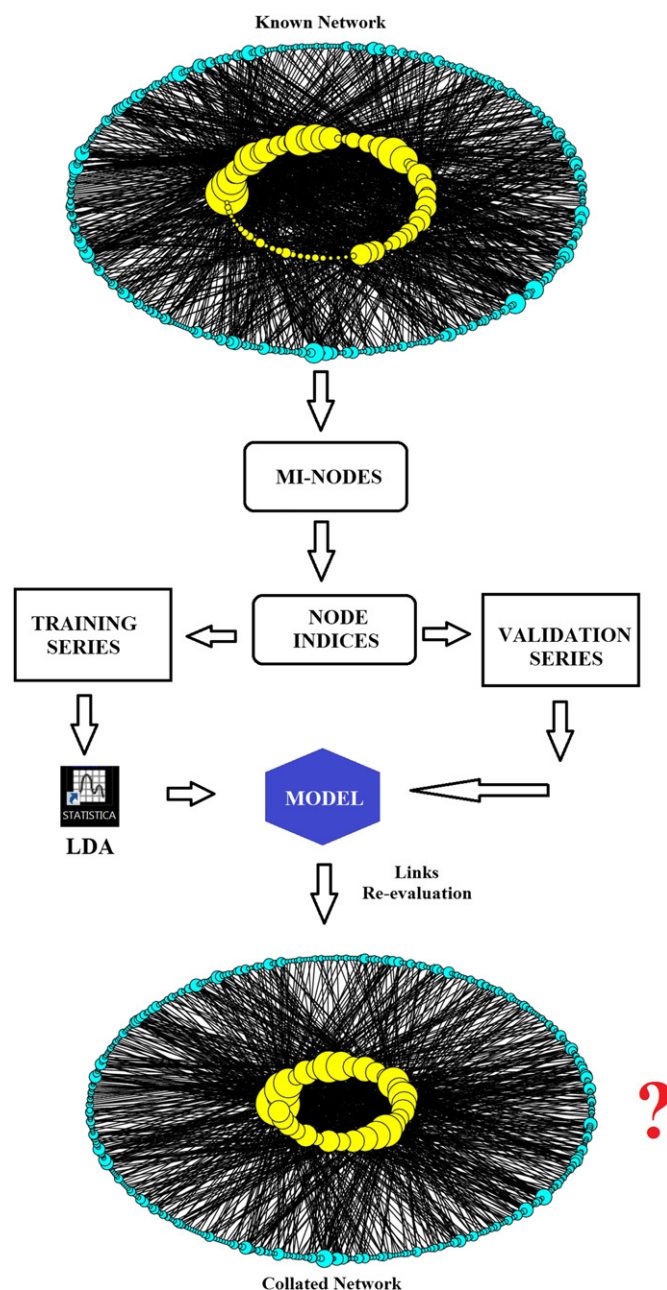 Known Network
MI-NODES
TRAINING
SERIES
NODE
INDICES
VALIDATION
SERIES
STATISTICA
LDA
MODEL
Links
Re-evaluation
?
Collated Network